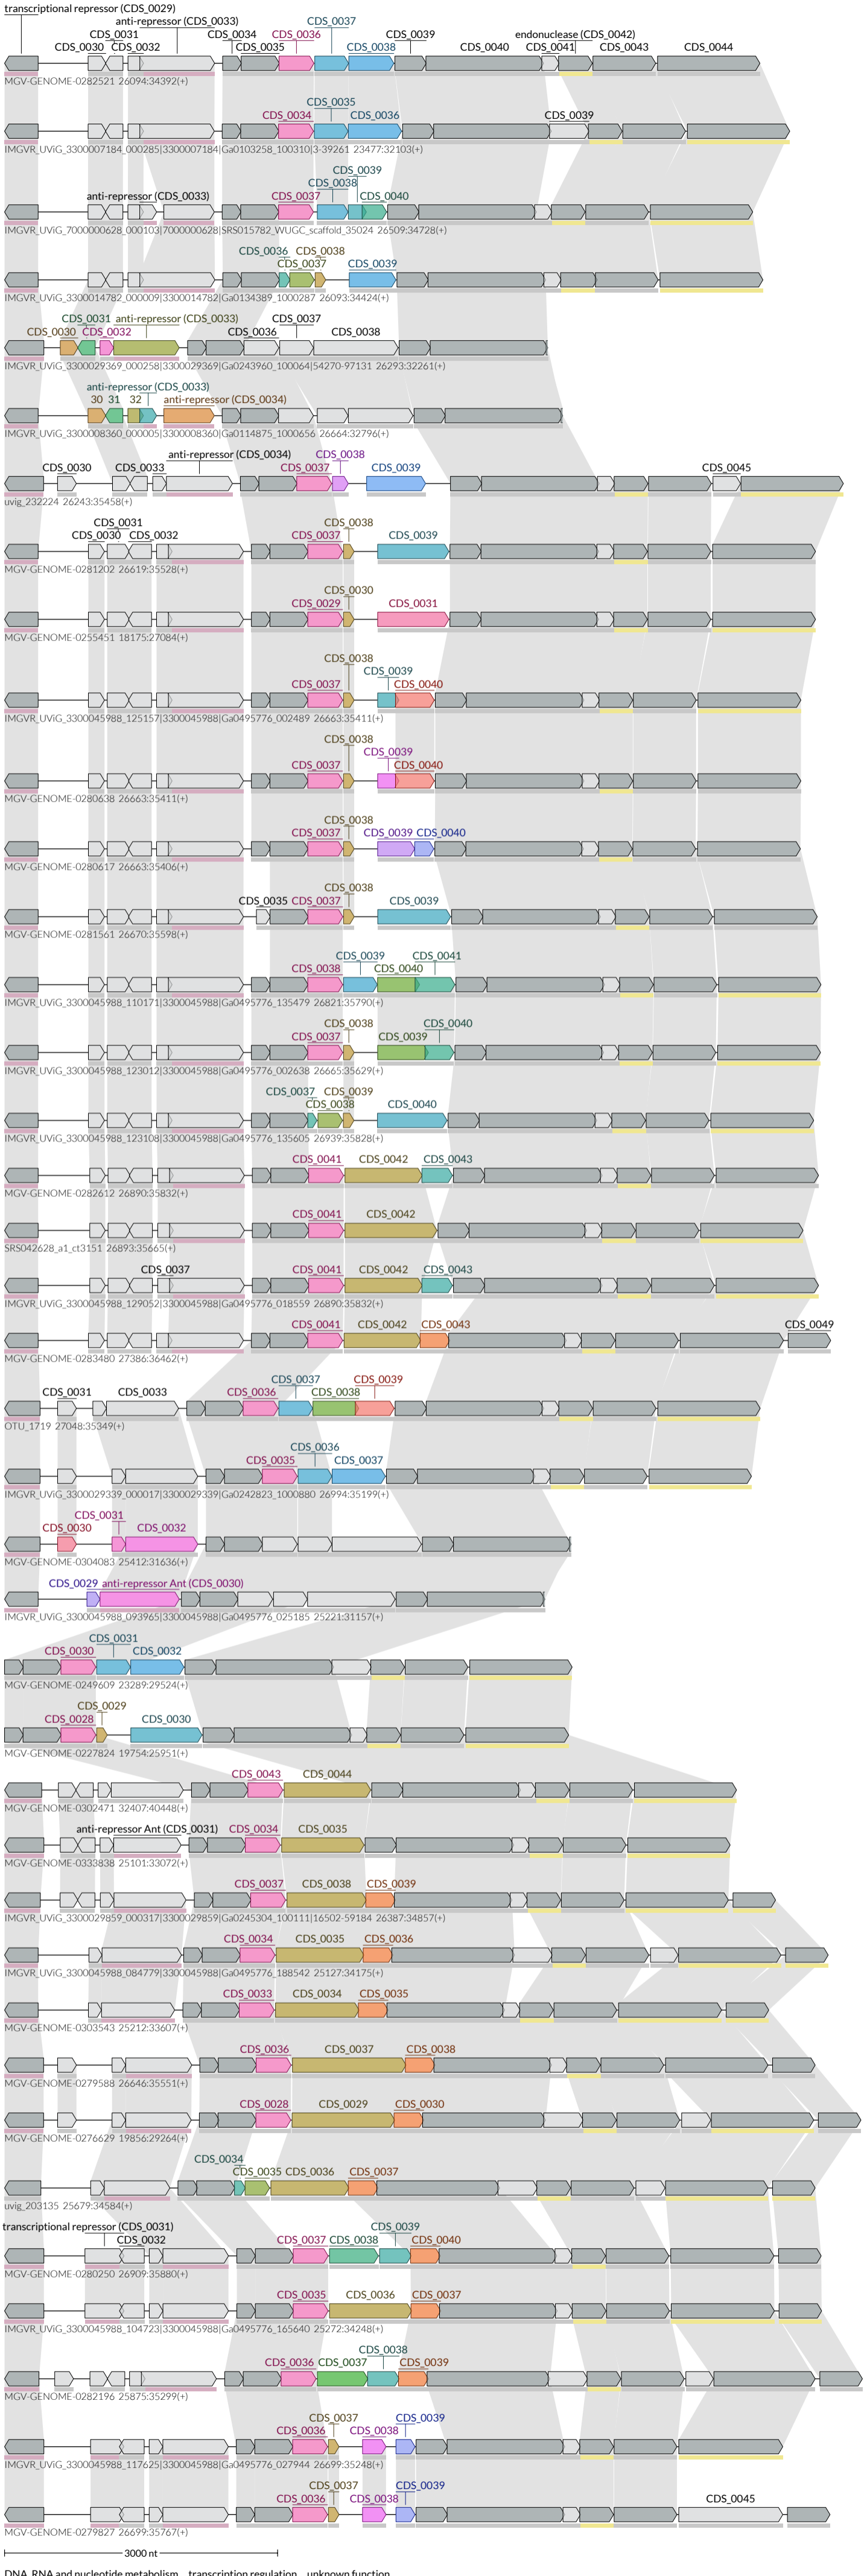 transcriptional repressor (CDS_0029)
anti-repressor (CDS_0033) CDS_0037
CDS_0031 CDS_0034 CDS_0036 CDS_0039 endonuclease (CDS_0042)
CDS_0030 CDS_0032 CDS_0035 CDS_0038 CDS_0040 CDS_0041 CDS_0043 CDS_0044
MGV-GENOME-0282521 26094:34392(+)
CDS_0035
CDS_0034 CDS_0036 CDS_0039
IMGVR_UViG_3300007184_000285|3300007184|Ga0103258_100310|3-39261 23477:32103(+)
CDS_0039
CDS_0038
anti-repressor (CDS_0033) CDS_0037 CDS_0040
IMGVR_UViG_7000000628_000103|7000000628|SRS015782_WUGC_scaffold_35024 26509:34728(+)
CDS_0036 CDS_0038
CDS_0037 CDS_0039
IMGVR_UViG_3300014782_000009|3300014782|Ga0134389_1000287 26093:34424(+)
CDS_0031 anti-repressor (CDS_0033) CDS_0037
CDS_0030 CDS_0032 CDS_0036 CDS_0038
IMGVR_UViG_3300029369_000258|3300029369|Ga0243960_100064|54270-97131 26293:32261(+)
anti-repressor (CDS_0033)
30 31 32 anti-repressor (CDS_0034)
IMGVR_UViG_3300008360_000005|3300008360|Ga0114875_1000656 26664:32796(+)
anti-repressor (CDS_0034) CDS_0038
CDS_0030 CDS_0033 CDS_0037 CDS_0039 CDS_0045
uvig_232224 26243:35458(+)
CDS_0031 CDS_0038
CDS_0030 CDS_0032 CDS_0037 CDS_0039
MGV-GENOME-0281202 26619:35528(+)
CDS_0030
CDS_0029 CDS_0031
MGV-GENOME-0255451 18175:27084(+)
CDS_0038
CDS_0039
CDS_0037 CDS_0040
IMGVR_UViG_3300045988_125157|3300045988|Ga0495776_002489 26663:35411(+)
CDS_0038
CDS_0039
CDS_0037 CDS_0040
MGV-GENOME-0280638 26663:35411(+)
CDS_0038
CDS_0037 CDS_0039 CDS_0040
MGV-GENOME-0280617 26663:35406(+)
CDS_0038
CDS_0035 CDS_0037 CDS_0039
MGV-GENOME-0281561 26670:35598(+)
CDS_0039 CDS_0041
CDS_0038 CDS_0040
IMGVR_UViG_3300045988_110171|3300045988|Ga0495776_135479 26821:35790(+)
CDS_0038 CDS_0040
CDS_0037 CDS_0039
IMGVR_UViG_3300045988_123012|3300045988|Ga0495776_002638 26665:35629(+)
CDS_0037 CDS_0039
CDS_0038 CDS_0040
IMGVR_UViG_3300045988_123108|3300045988|Ga0495776_135605 26939:35828(+)
CDS_0041 CDS_0042 CDS_0043
MGV-GENOME-0282612 26890:35832(+)
CDS_0041 CDS_0042
SRS042628_a1_ct3151 26893:35665(+)
CDS_0037 CDS_0041 CDS_0042 CDS_0043
IMGVR_UViG_3300045988_129052|3300045988|Ga0495776_018559 26890:35832(+)
CDS_0041 CDS_0042 CDS_0043 CDS_0049
MGV-GENOME-0283480 27386:36462(+)
CDS_0037 CDS_0039
CDS_0031 CDS_0033 CDS_0036 CDS_0038
OTU_1719 27048:35349(+)
CDS_0036
CDS_0035 CDS_0037
IMGVR_UViG_3300029339_000017|3300029339|Ga0242823_1000880 26994:35199(+)
CDS_0031
CDS_0030 CDS_0032
MGV-GENOME-0304083 25412:31636(+)
CDS_0029 anti-repressor Ant (CDS_0030)
IMGVR_UViG_3300045988_093965|3300045988|Ga0495776_025185 25221:31157(+)
CDS_0031
CDS_0030 CDS_0032
MGV-GENOME-0249609 23289:29524(+)
CDS_0029
CDS_0028 CDS_0030
MGV-GENOME-0227824 19754:25951(+)
CDS_0043 CDS_0044
MGV-GENOME-0302471 32407:40448(+)
anti-repressor Ant (CDS_0031) CDS_0034 CDS_0035
MGV-GENOME-0333838 25101:33072(+)
CDS_0037 CDS_0038 CDS_0039
IMGVR_UViG_3300029859_000317|3300029859|Ga0245304_100111|16502-59184 26387:34857(+)
CDS_0034 CDS_0035 CDS_0036
IMGVR_UViG_3300045988_084779|3300045988|Ga0495776_188542 25127:34175(+)
CDS_0033 CDS_0034 CDS_0035
MGV-GENOME-0303543 25212:33607(+)
CDS_0036 CDS_0037 CDS_0038
MGV-GENOME-0279588 26646:35551(+)
CDS_0028 CDS_0029 CDS_0030
MGV-GENOME-0276629 19856:29264(+)
CDS_0034
CDS_0035 CDS_0036 CDS_0037
uvig_203135 25679:34584(+)
transcriptional repressor (CDS_0031) CDS_0039
CDS_0032 CDS_0037 CDS_0038 CDS_0040
MGV-GENOME-0280250 26909:35880(+)
CDS_0035 CDS_0036 CDS_0037
IMGVR_UViG_3300045988_104723|3300045988|Ga0495776_165640 25272:34248(+)
CDS_0038
CDS_0036 CDS_0037 CDS_0039
MGV-GENOME-0282196 25875:35299(+)
CDS_0037 CDS_0039
CDS_0036 CDS_0038
IMGVR_UViG_3300045988_117625|3300045988|Ga0495776_027944 26699:35248(+)
CDS_0037 CDS_0039
CDS_0036 CDS_0038 CDS_0045
MGV-GENOME-0279827 26699:35767(+)
3000 nt
DNA, RNA and nucleotide metabolism transcription regulation unknown function